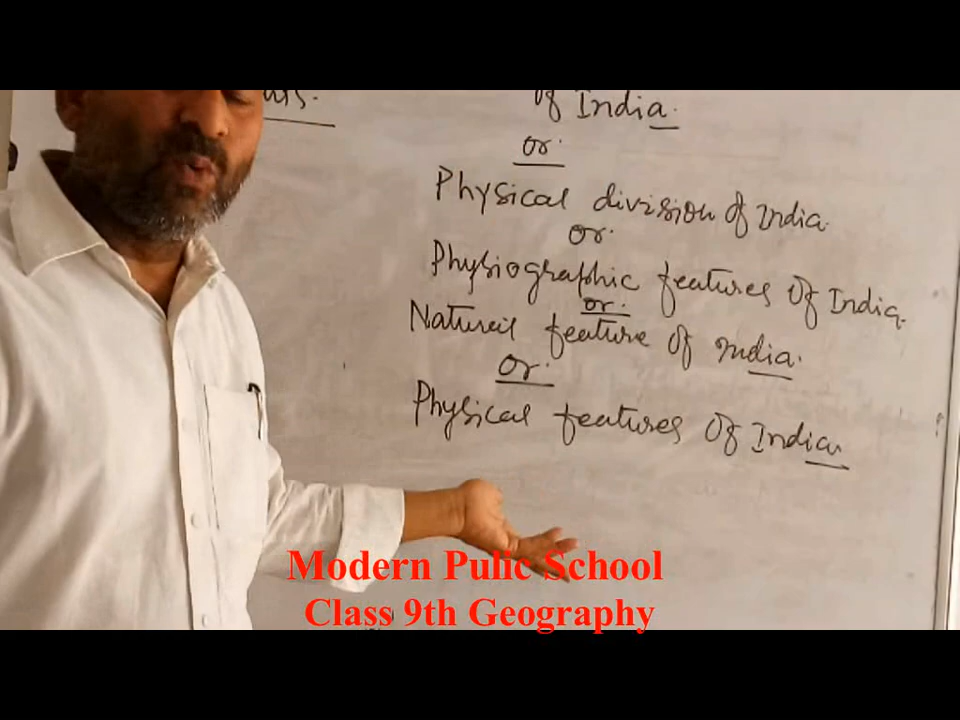 of India.
or.
Physical division of India.
or.
Physiographic features of India.
or.
Natural feature of India.
or.
Physical features of India.
Modern Pulic School
Class 9th Geography